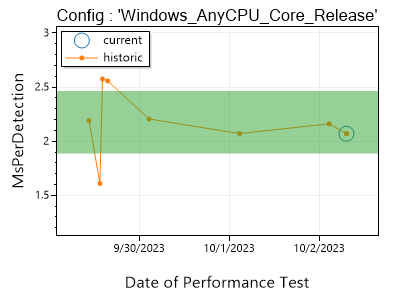 Config : 'Windows_AnyCPU_Core_Release'
current
historic
MsPerDetection
3
2.5
2
1.5
9/30/2023
10/1/2023
10/2/2023
Date of Performance Test